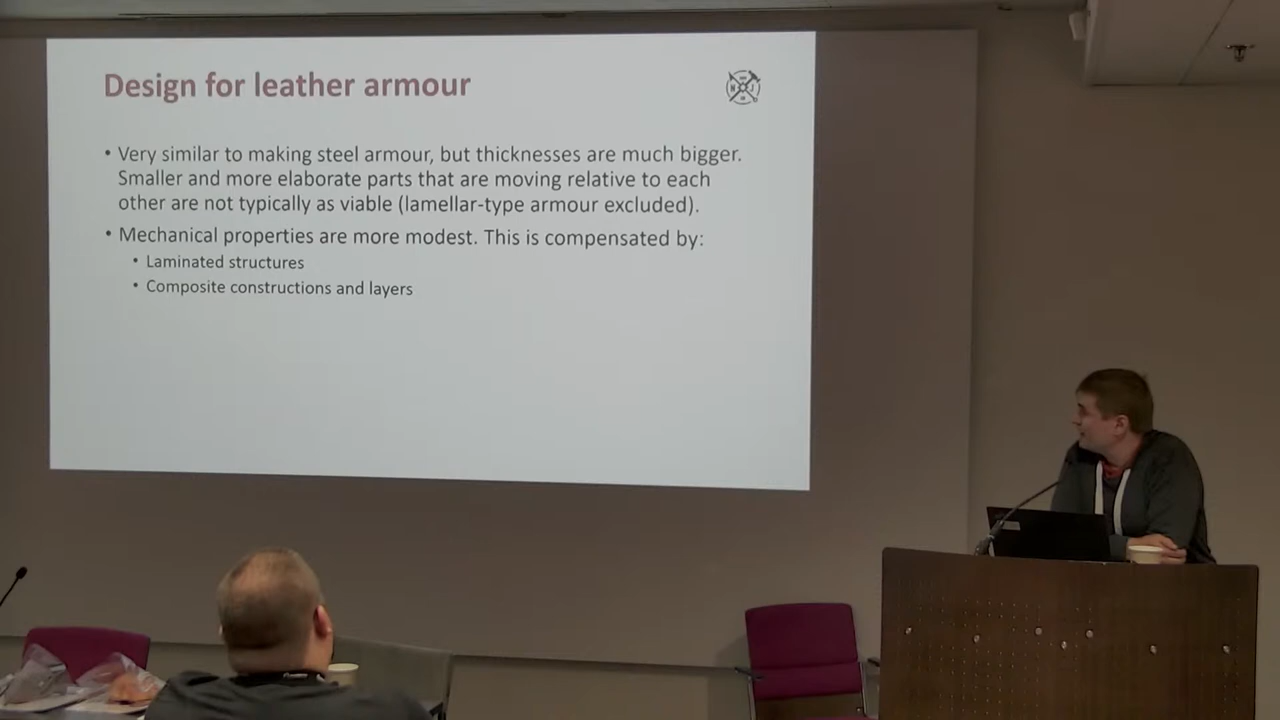 Design for leather armour
• Very similar to making steel armour, but thicknesses are much bigger.
Smaller and more elaborate parts that are moving relative to each
other are not typically as viable (lamellar-type armour excluded).
• Mechanical properties are more modest. This is compensated by:
• Laminated structures
• Composite constructions and layers